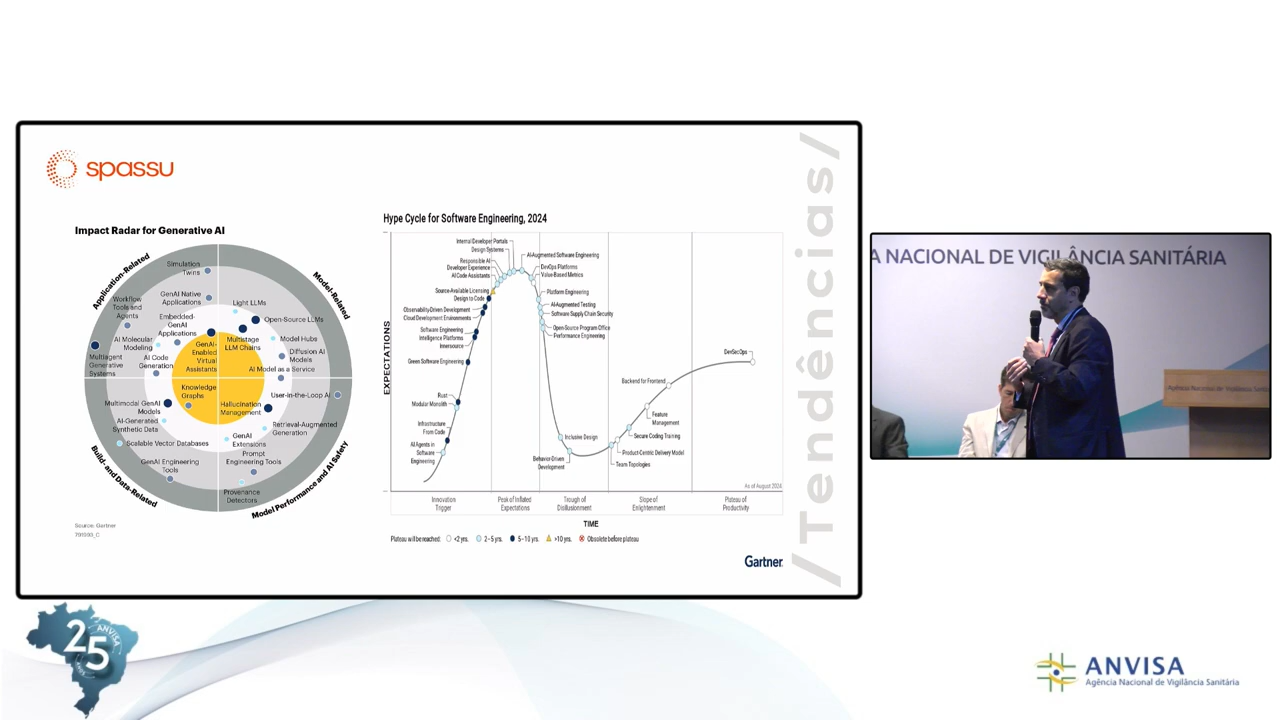 spassu
/Tendências/
Impact Radar for Generative AI
Application-Related
Model-Related
Simulation
Twins
GenAI Native
Applications
Workflow
Tools and
Agents
Embedded-
GenAI
Applications
AI Molecular
Modeling
Multiagent
Generative
Systems
AI Code
Generation
GenAI-
Enabled
Virtual
Assistants
Light LLMs
Open-Source LLMs
Multistage
LLM Chains
Model Hubs
Diffusion AI
Models
AI Model as a Service
Knowledge
Graphs
Multimodal GenAI
Models
AI-Generated
Synthetic Data
Scalable Vector Databases
GenAI Engineering
Tools
Hallucination
Management
User-in-the-Loop AI
Retrieval-Augmented
Generation
GenAI
Extensions
Prompt
Engineering Tools
Provenance
Detectors
Build- and Data-Related
Model Performance and AI Safety
Source: Gartner
Hype Cycle for Software Engineering, 2024
EXPECTATIONS
Internal Developer Portals
Design Systems
Responsible AI
Developer Experience
AI Code Assistants
Source-Available Licensing
Design to Code
Observability-Driven Development
Cloud Development Environments
Software Engineering
Intelligence Platforms
Innersource
Green Software Engineering
Rust
Modular Monolith
Infrastructure
From Code
AI Agents in
Software
Engineering
AI-Augmented Software Engineering
DevOps Platforms
Value-Based Metrics
Platform Engineering
AI-Augmented Testing
Software Supply Chain Security
Open-Source Program Office
Performance Engineering
Inclusive Design
Behavior-Driven
Development
DevSecOps
Backend for Frontend
Feature
Management
Secure Coding Training
Product-Centric Delivery Model
Team Topologies
As of August 2024
Innovation
Trigger
Peak of Inflated
Expectations
Trough of
Disillusionment
Slope of
Enlightenment
Plateau of
Productivity
TIME
Plateau will be reached: <2 yrs. 2-5 yrs. 5-10 yrs. >10 yrs. Obsolete before plateau
Gartner
A NACIONAL DE VIGILÂNCIA SANITÁRIA
Agência Nacional de Vigilância
25
ANVISA
ANVISA
Agência Nacional de Vigilância Sanitária